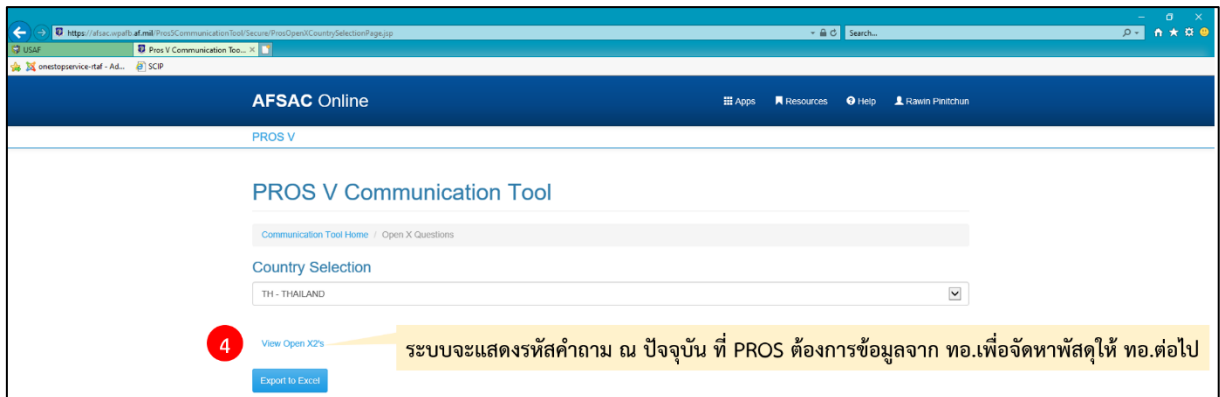 https://afsac.wpafb.af.mil/ProsSCommunicationTool/Secure/ProsOpenXCountrySelectionPage.jsp
Search...
USAF
Pros V Communication Too...
onestopservice-rtaf - Ad...
SCIP
AFSAC Online
Apps
Resources
Help
Rawin Pinitchun
PROS V
PROS V Communication Tool
Communication Tool Home / Open X Questions
Country Selection
TH - THAILAND
4
View Open X2's
ระบบจะแสดงรหัสคำถาม ณ ปัจจุบัน ที่ PROS ต้องการข้อมูลจาก ทอ.เพื่อจัดหาพัสดุให้ ทอ.ต่อไป
Export to Excel